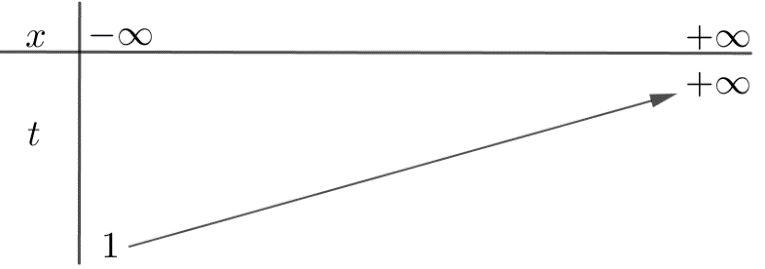 x −∞ +∞
+∞
t
1